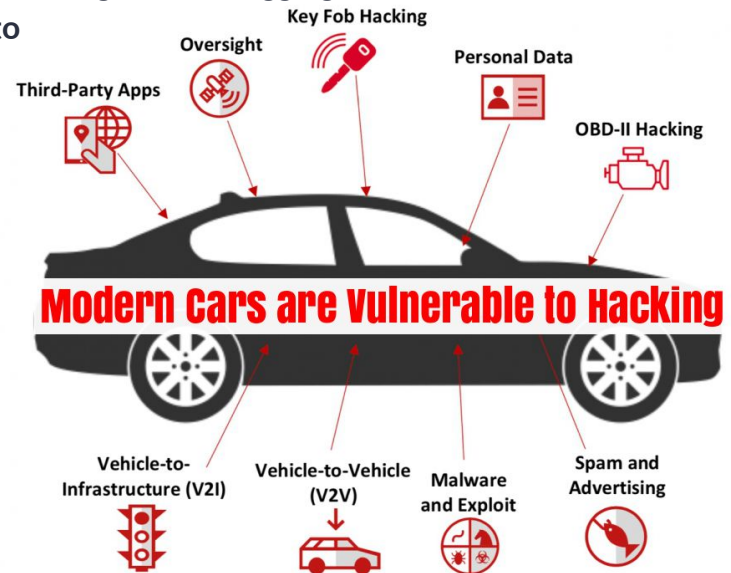 to
Key Fob Hacking
Oversight
Personal Data
Third-Party Apps
OBD-II Hacking
Modern Cars are Vulnerable to Hacking
Vehicle-to-
Infrastructure (V2I)
Vehicle-to-Vehicle
(V2V)
Malware
and Exploit
Spam and
Advertising